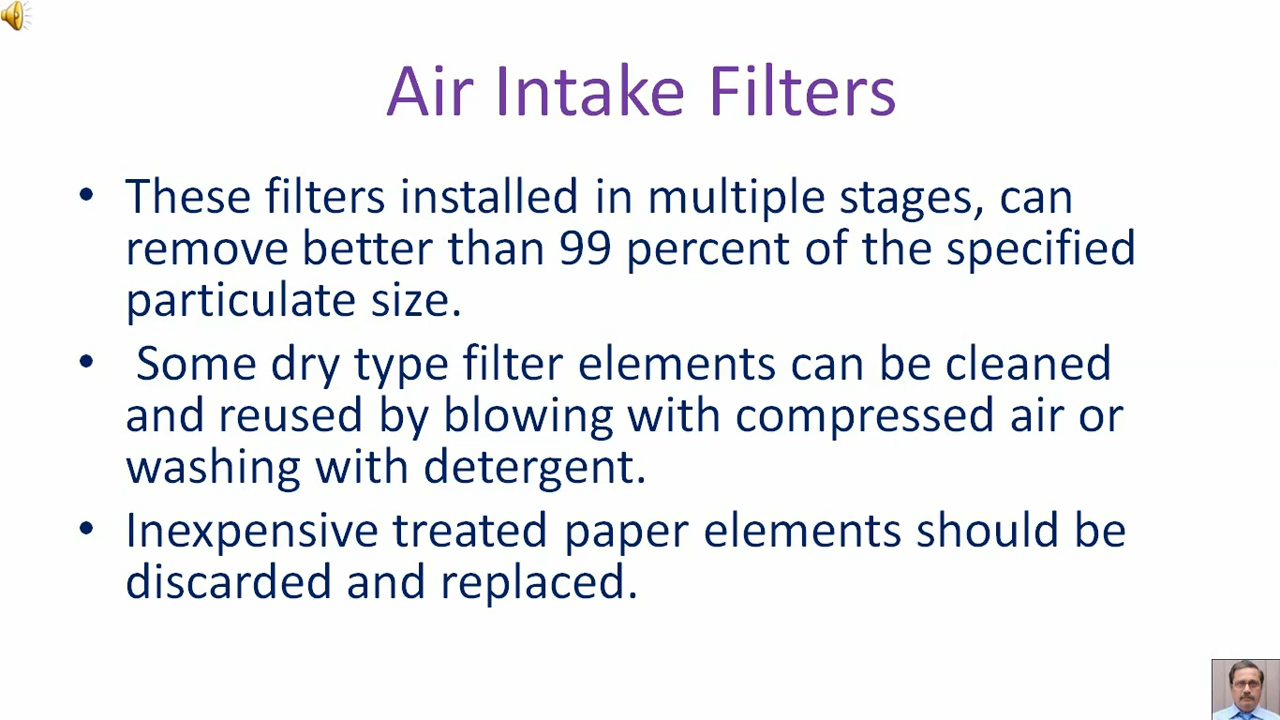 Air Intake Filters
• These filters installed in multiple stages, can
remove better than 99 percent of the specified
particulate size.
• Some dry type filter elements can be cleaned
and reused by blowing with compressed air or
washing with detergent.
• Inexpensive treated paper elements should be
discarded and replaced.